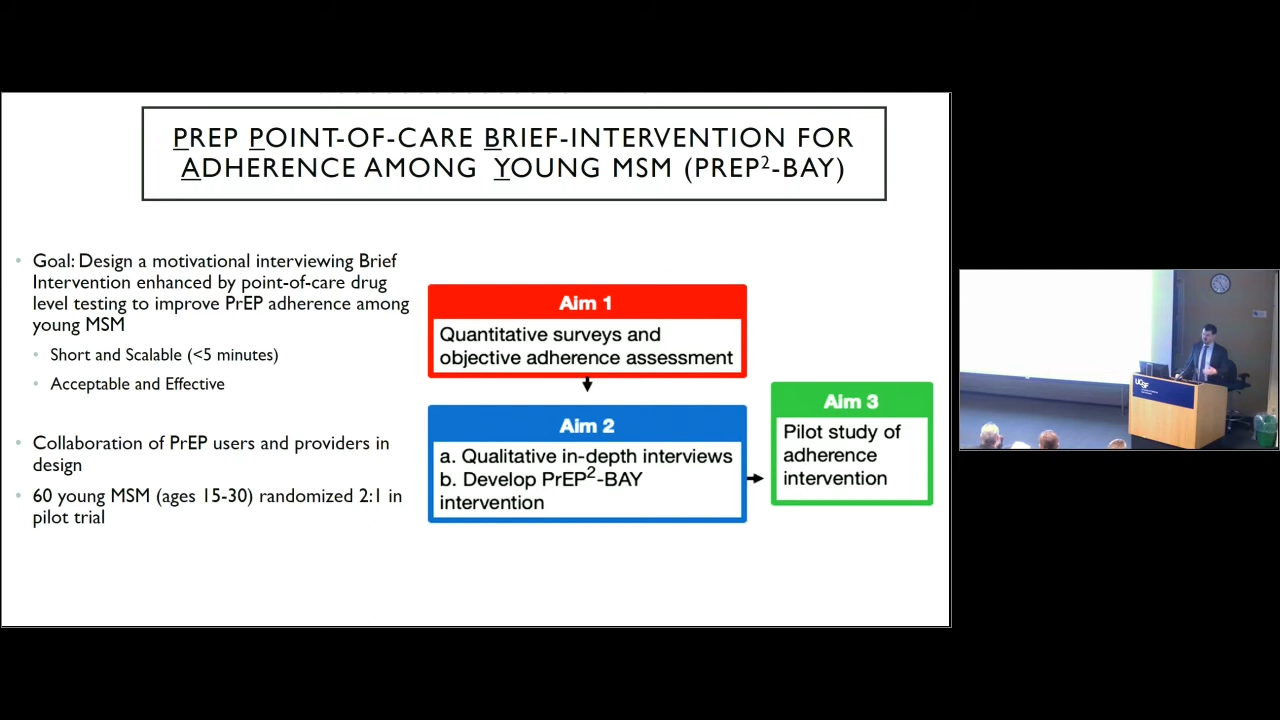 PREP POINT-OF-CARE BRIEF-INTERVENTION FOR
ADHERENCE AMONG YOUNG MSM (PREP²-BAY)
• Goal: Design a motivational interviewing Brief
Intervention enhanced by point-of-care drug
level testing to improve PrEP adherence among
young MSM
• Short and Scalable (<5 minutes)
• Acceptable and Effective
• Collaboration of PrEP users and providers in
design
• 60 young MSM (ages 15-30) randomized 2:1 in
pilot trial
Aim 1
Quantitative surveys and
objective adherence assessment
Aim 2
a. Qualitative in-depth interviews
b. Develop PrEP²-BAY
intervention
Aim 3
Pilot study of
adherence
intervention
UCSF